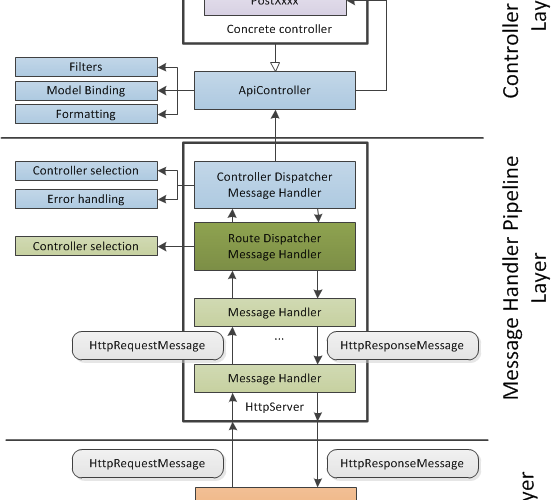 PostXxxx
Concrete controller
Controller
Lay
Filters
Model Binding
Formatting
ApiController
Controller selection
Error handling
Controller Dispatcher
Message Handler
Controller selection
Route Dispatcher
Message Handler
Message Handler
...
HttpRequestMessage
HttpResponseMessage
Message Handler
HttpServer
Message Handler Pipeline
Layer
HttpRequestMessage
HttpResponseMessage
yer